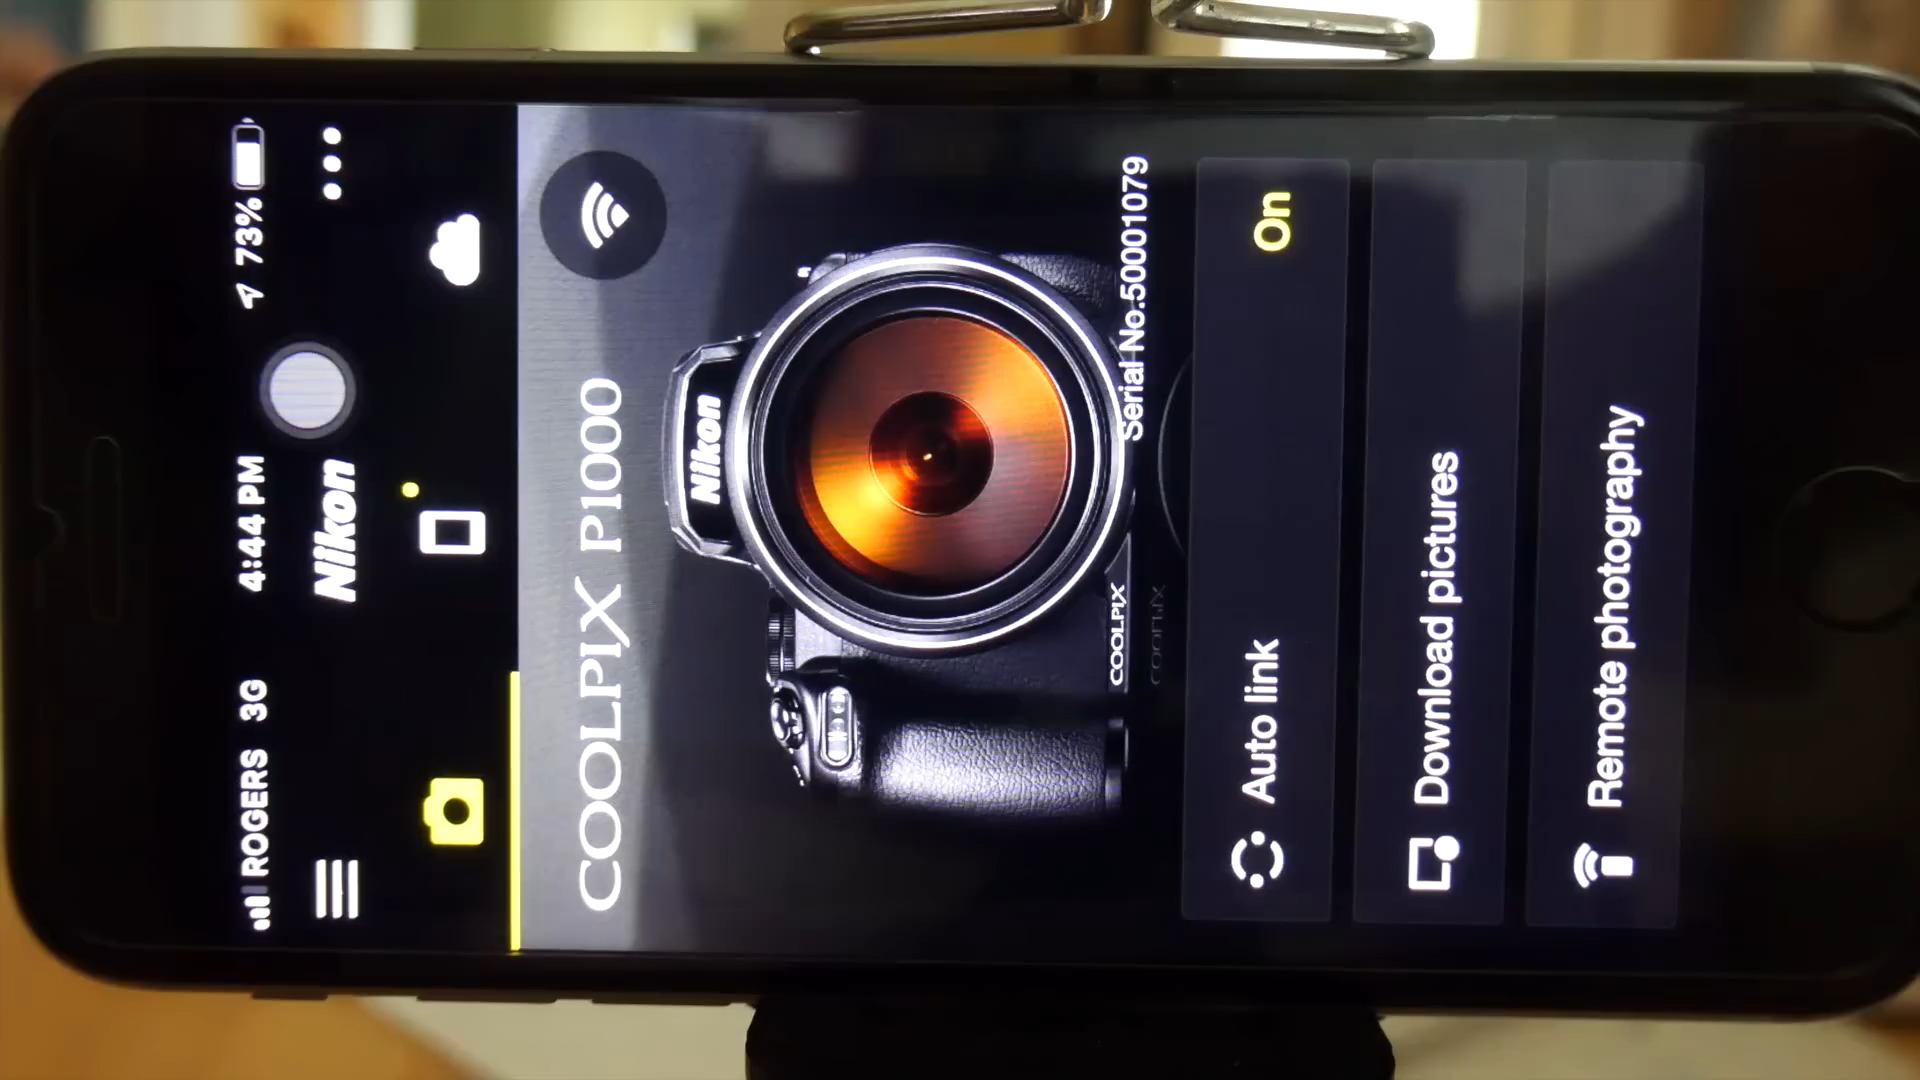 ROGERS 3G 4:44 PM 73%
Nikon
COOLPIX P1000
Nikon
COOLPIX
Serial No.50001079
Auto link On
Download pictures
Remote photography